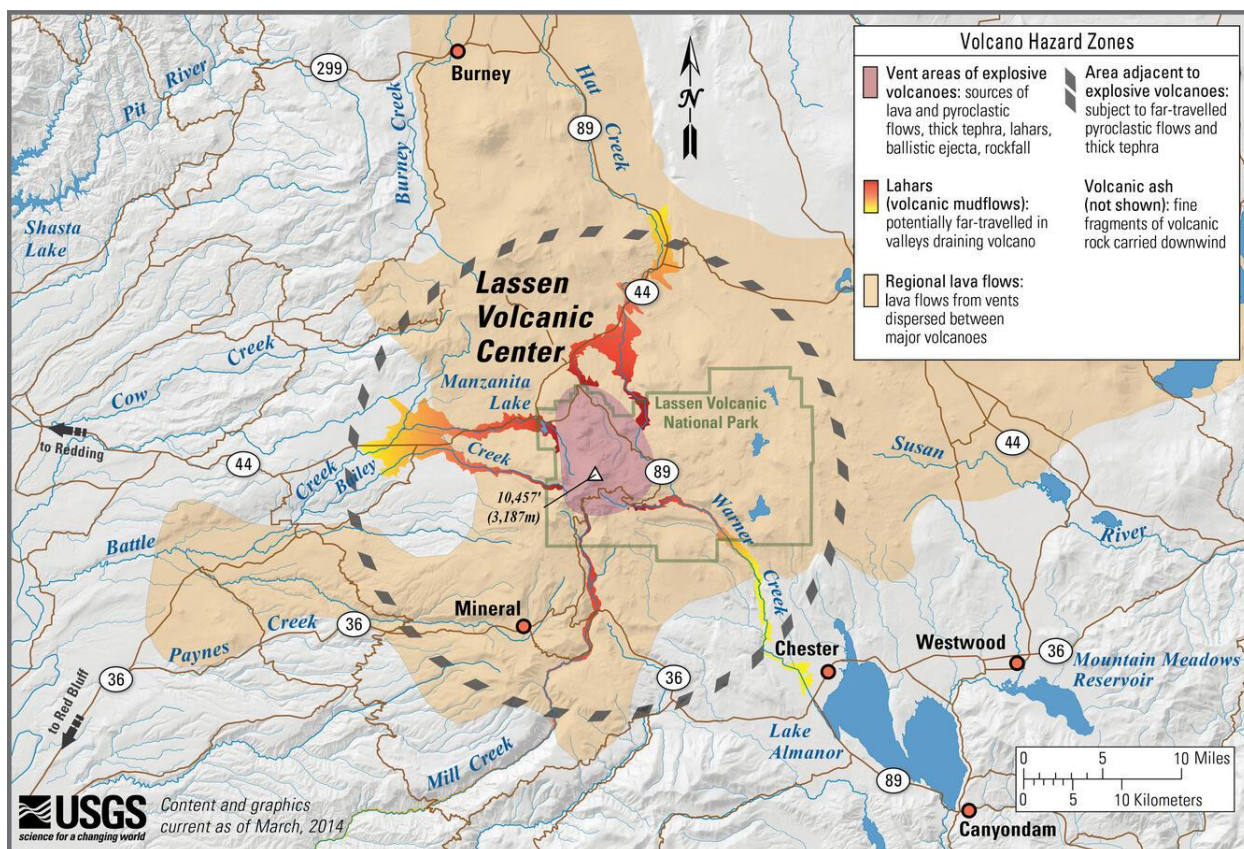 Volcano Hazard Zones
Vent areas of explosive
volcanoes: sources of
lava and pyroclastic
flows, thick tephra, lahars,
ballistic ejecta, rockfall
Lahars
(volcanic mudflows):
potentially far-travelled in
valleys draining volcano
Regional lava flows:
lava flows from vents
dispersed between
major volcanoes
Area adjacent to
explosive volcanoes:
subject to far-travelled
pyroclastic flows and
thick tephra
Volcanic ash
(not shown): fine
fragments of volcanic
rock carried downwind
N
299
Burney
Pit River
Burney Creek
Hat Creek
89
Shasta
Lake
44
Lassen
Volcanic
Center
Manzanita
Lake
Lassen Volcanic
National Park
Cow Creek
to Redding
44
Creek
Bailey Creek
89
10,457'
(3,187m)
Warner Creek
Susan River
44
Battle
Creek
Mineral
36
Paynes
36
to Red Bluff
36
Mill Creek
Chester
Westwood
36
Mountain Meadows
Reservoir
Lake
Almanor
89
Canyondam
0 5 10 Miles
0 5 10 Kilometers
USGS
science for a changing world
Content and graphics
current as of March, 2014